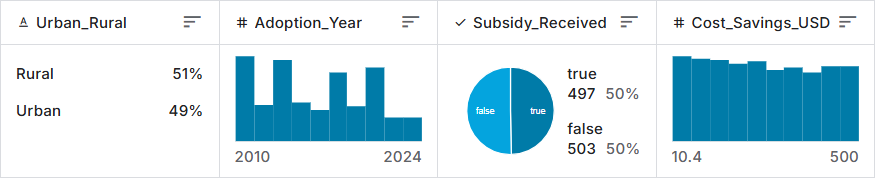 A Urban_Rural
# Adoption_Year
Subsidy_Received
# Cost_Savings_USD
Rural 51%
Urban 49%
2010 2024
false true
true
497 50%
false
503 50%
10.4 500